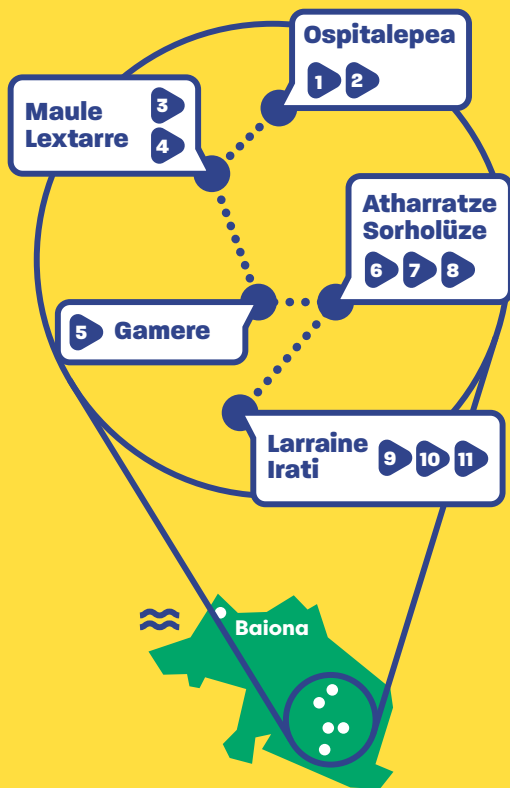 Ospitalepea
1 2
Maule
Lextarre
3
4
Atharratze
Sorholüze
6 7 8
5 Gamere
Larraine
Irati
9 10 11
Baiona